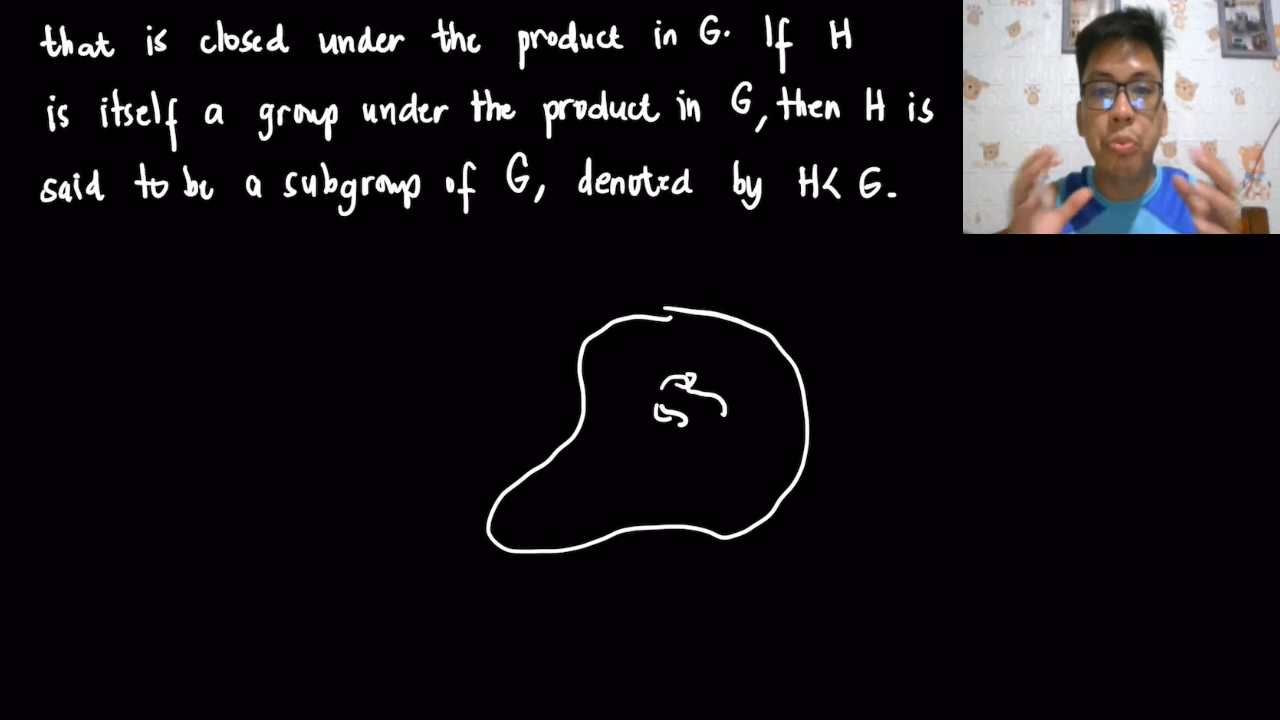 that is closed under the product in G. If H
is itself a group under the product in G, then H is
said to be a subgroup of G, denoted by H< G.